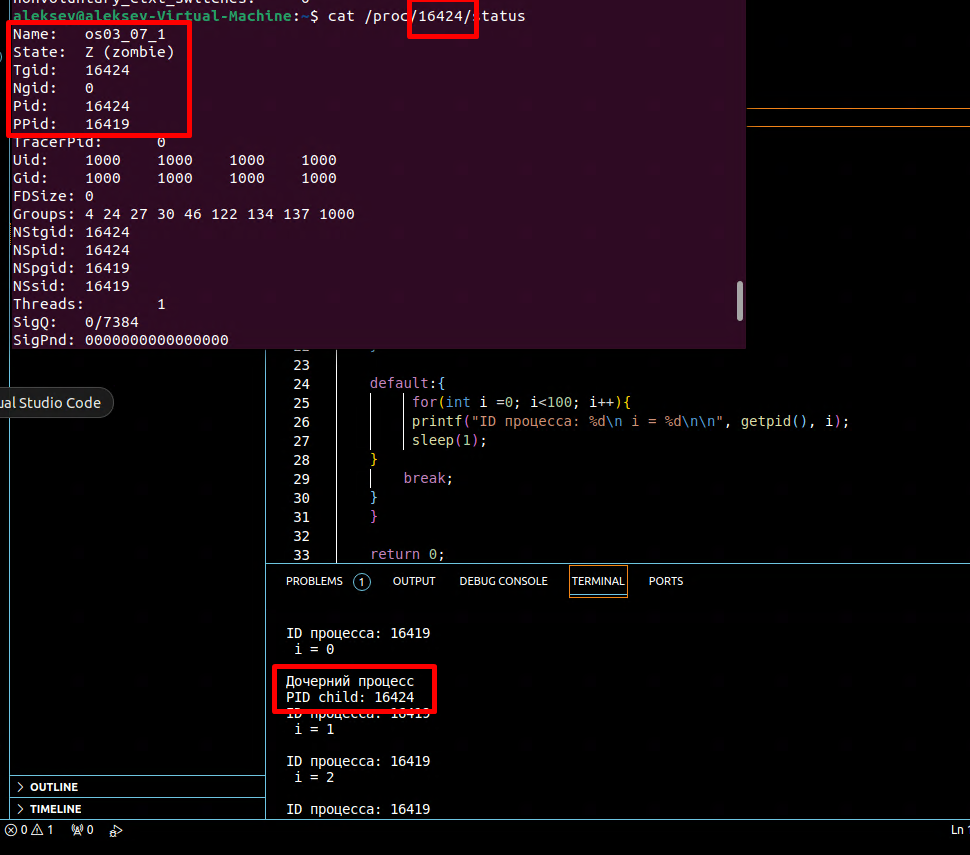 aleksey@aleksev-Virtual-Machine:~$ cat /proc/16424/status
Name:   os03_07_1
State:  Z (zombie)
Tgid:   16424
Ngid:   0
Pid:    16424
PPid:   16419
TracerPid:      0
Uid:    1000    1000    1000    1000
Gid:    1000    1000    1000    1000
FDSize: 0
Groups: 4 24 27 30 46 122 134 137 1000
NStgid: 16424
NSpid:  16424
NSpgid: 16419
NSsid:  16419
Threads:        1
SigQ:   0/7384
SigPnd: 0000000000000000
ual Studio Code
23
24 default:{
25 for(int i =0; i<100; i++){
26 printf("ID процесса: %d\n i = %d\n\n", getpid(), i);
27 sleep(1);
28 }
29 break;
30 }
31 }
32
33 return 0;
PROBLEMS 1 OUTPUT DEBUG CONSOLE TERMINAL PORTS
ID процесса: 16419
i = 0
Дочерний процесс
PID child: 16424
ID процесса: 16419
i = 1
ID процесса: 16419
i = 2
ID процесса: 16419
OUTLINE
TIMELINE
0 1 0
Ln